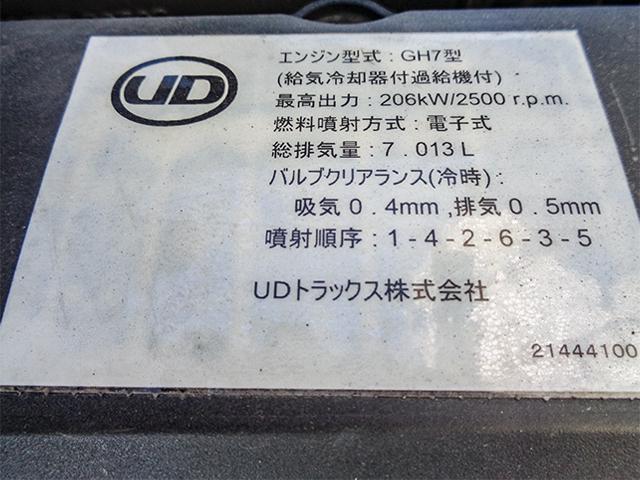 UD
エンジン型式：GH7型
(給気冷却器付過給機付)
最高出力：206kW/2500 r.p.m.
燃料噴射方式：電子式
総排気量：7．013 L
バルブクリアランス(冷時)：
吸気 0．4mm ,排気 0．5mm
噴射順序：1-4-2-6-3-5
UDトラックス株式会社
21444100